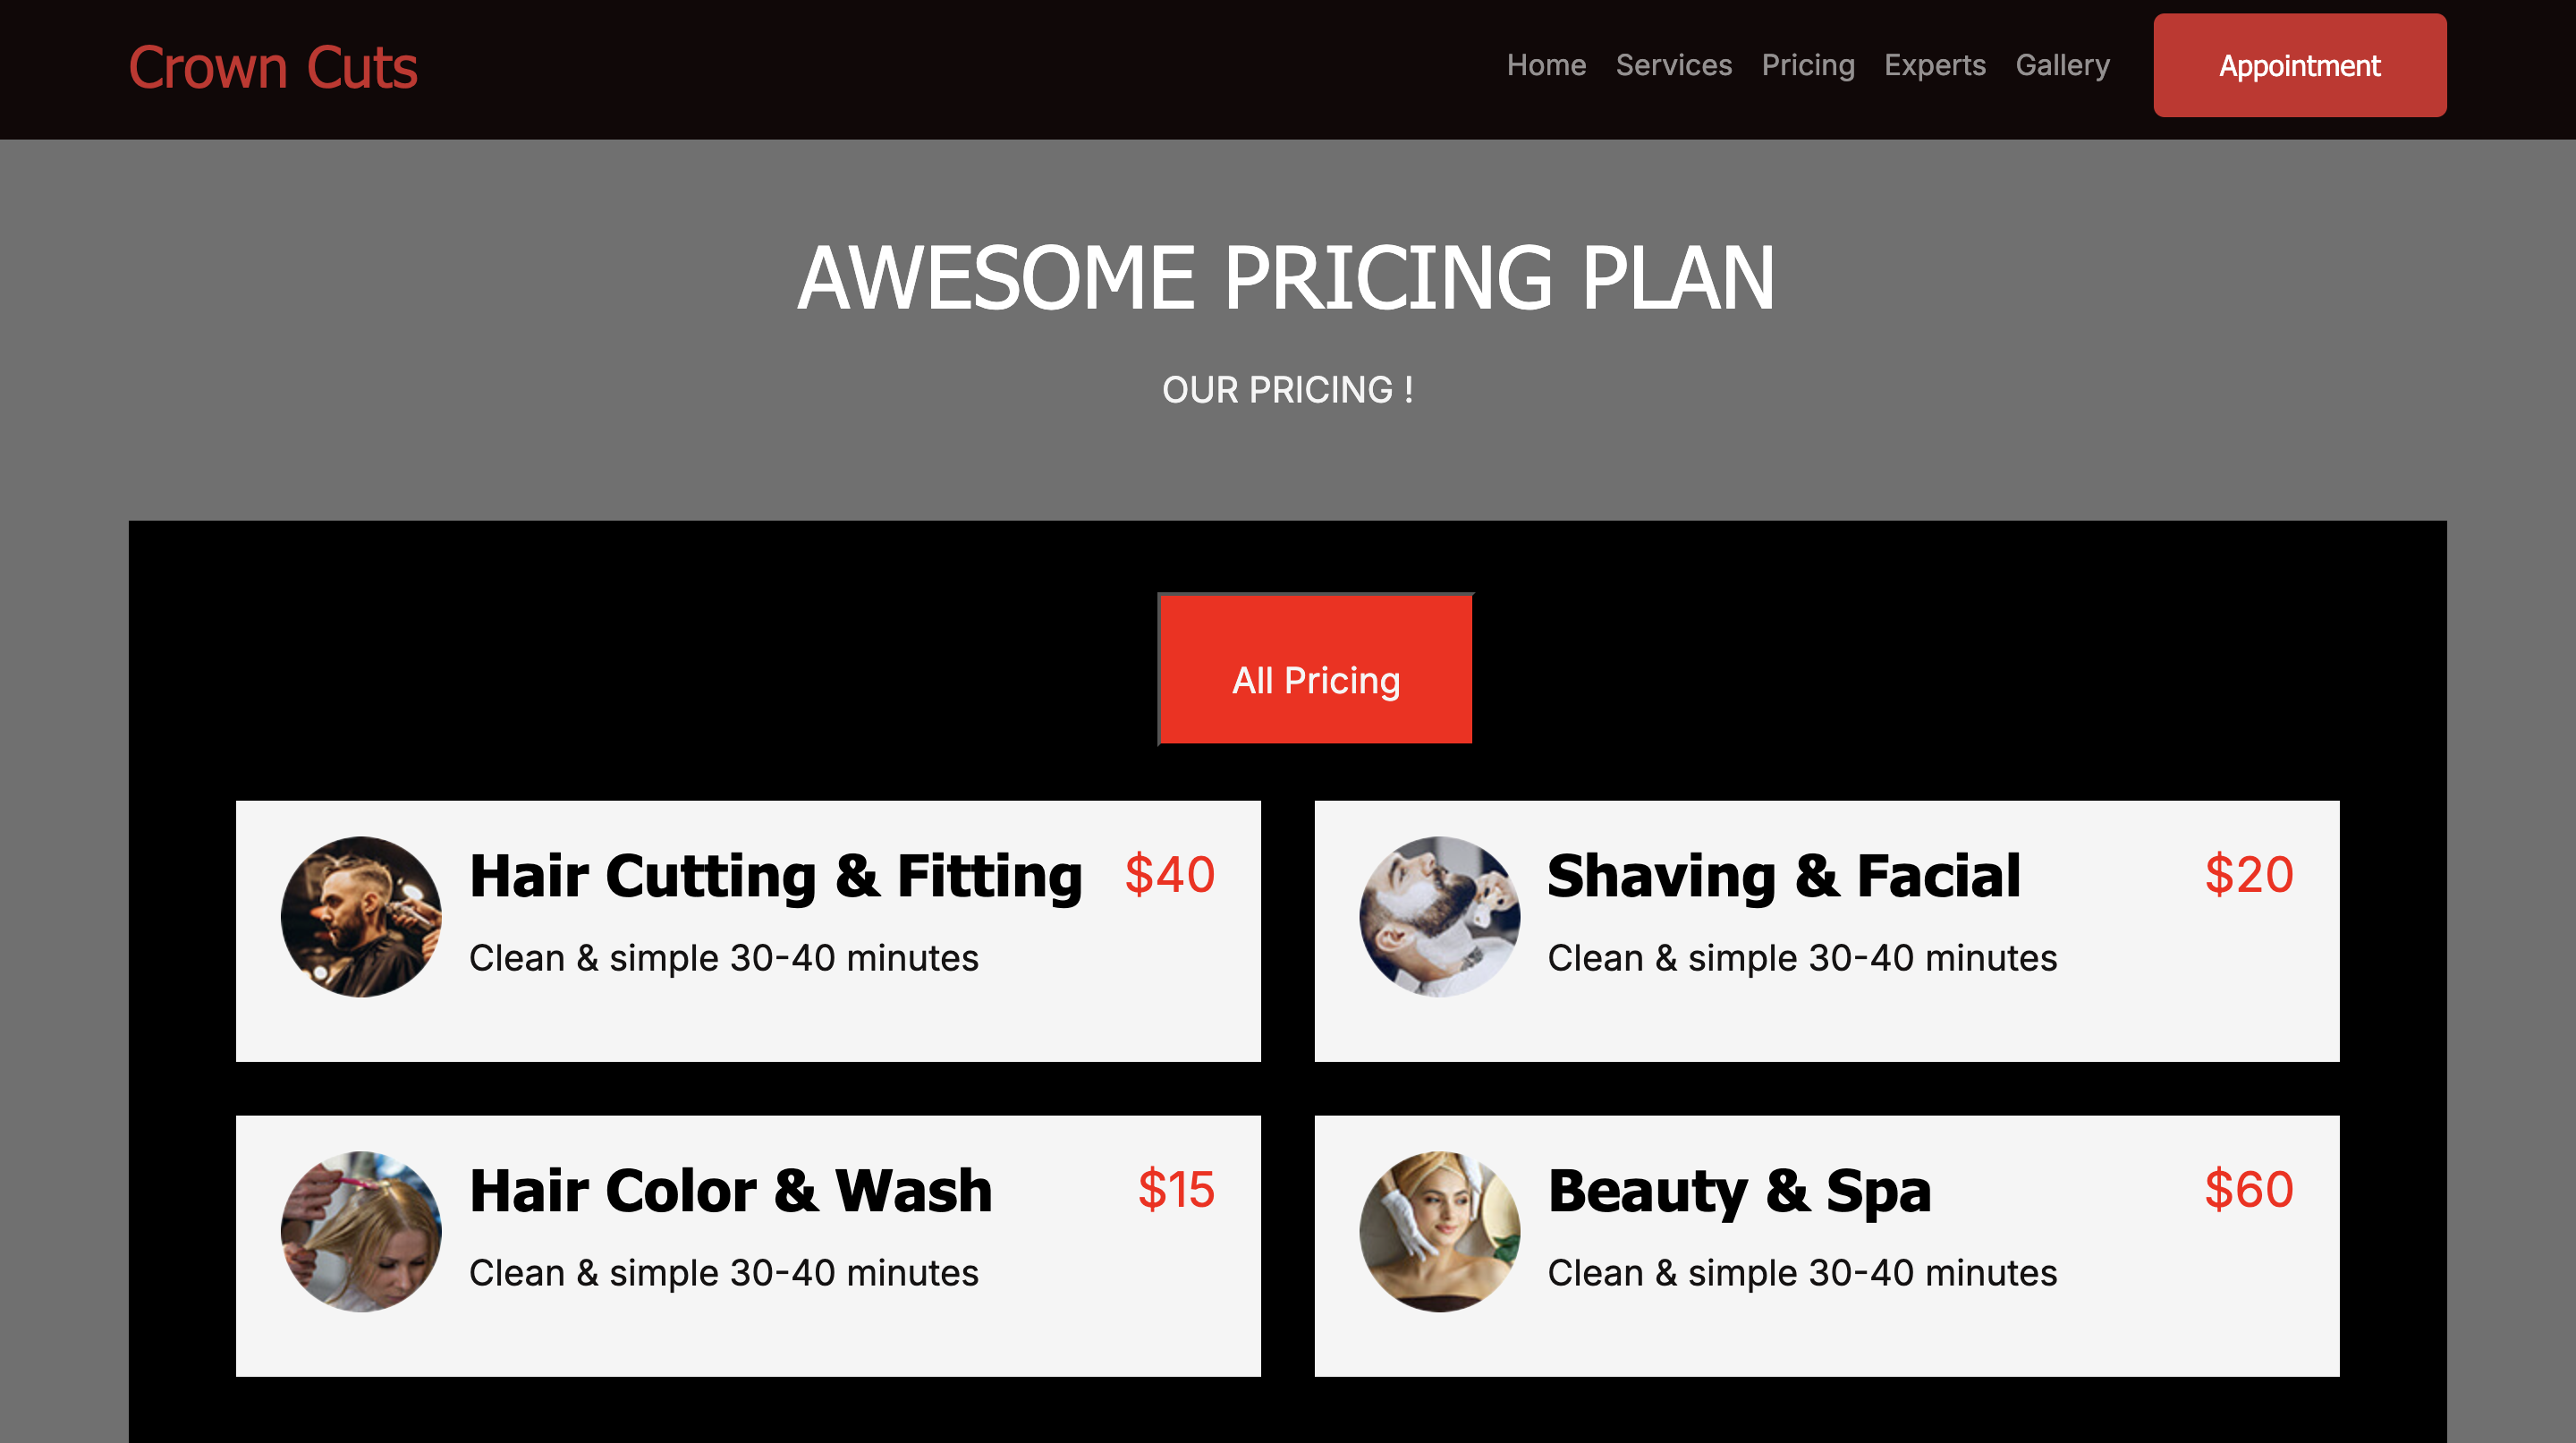 Crown Cuts
Home Services Pricing Experts Gallery Appointment
AWESOME PRICING PLAN
OUR PRICING !
All Pricing
Hair Cutting & Fitting $40
Clean & simple 30-40 minutes
Shaving & Facial $20
Clean & simple 30-40 minutes
Hair Color & Wash $15
Clean & simple 30-40 minutes
Beauty & Spa $60
Clean & simple 30-40 minutes